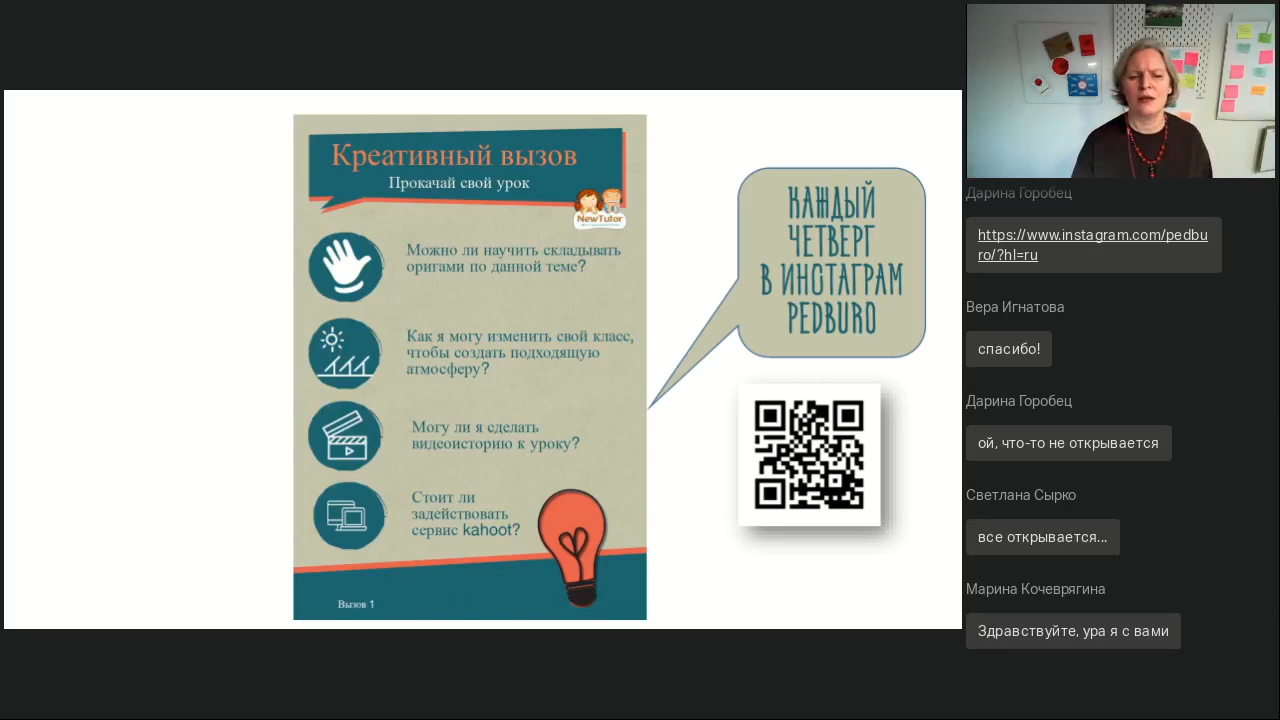 Креативный вызов
Прокачай свой урок
NewTutor
Можно ли научить складывать
оригами по данной теме?
Как я могу изменить свой класс,
чтобы создать подходящую
атмосферу?
Могу ли я сделать
видеоисторию к уроку?
Стоит ли
задействовать
сервис kahoot?
Вызов 1
КАЖДЫЙ
ЧЕТВЕРГ
В ИНСТАГРАМ
PEDBURO
Дарина Горобец
https://www.instagram.com/pedbu
ro/?hl=ru
Вера Игнатова
спасибо!
Дарина Горобец
ой, что-то не открывается
Светлана Сырко
все открывается...
Марина Кочеврягина
Здравствуйте, ура я с вами